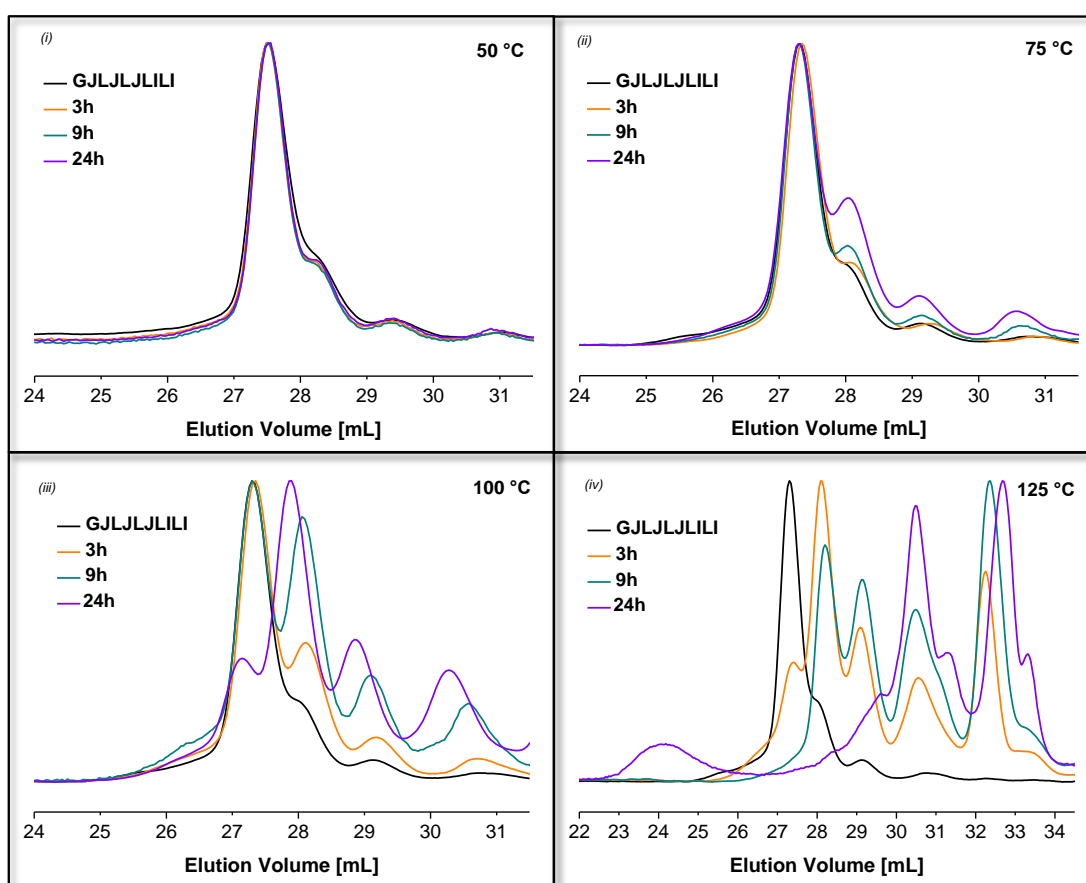 (i)
50 °C
GJLJLJLILI
3h
9h
24h
24 25 26 27 28 29 30 31
Elution Volume [mL]
(ii)
75 °C
GJLJLJLILI
3h
9h
24h
25 26 27 28 29 30 31
Elution Volume [mL]
(iii)
100 °C
GJLJLJLILI
3h
9h
24h
24 25 26 27 28 29 30 31
Elution Volume [mL]
(iv)
125 °C
GJLJLJLILI
3h
9h
24h
22 23 24 25 26 27 28 29 30 31 32 33 34
Elution Volume [mL]